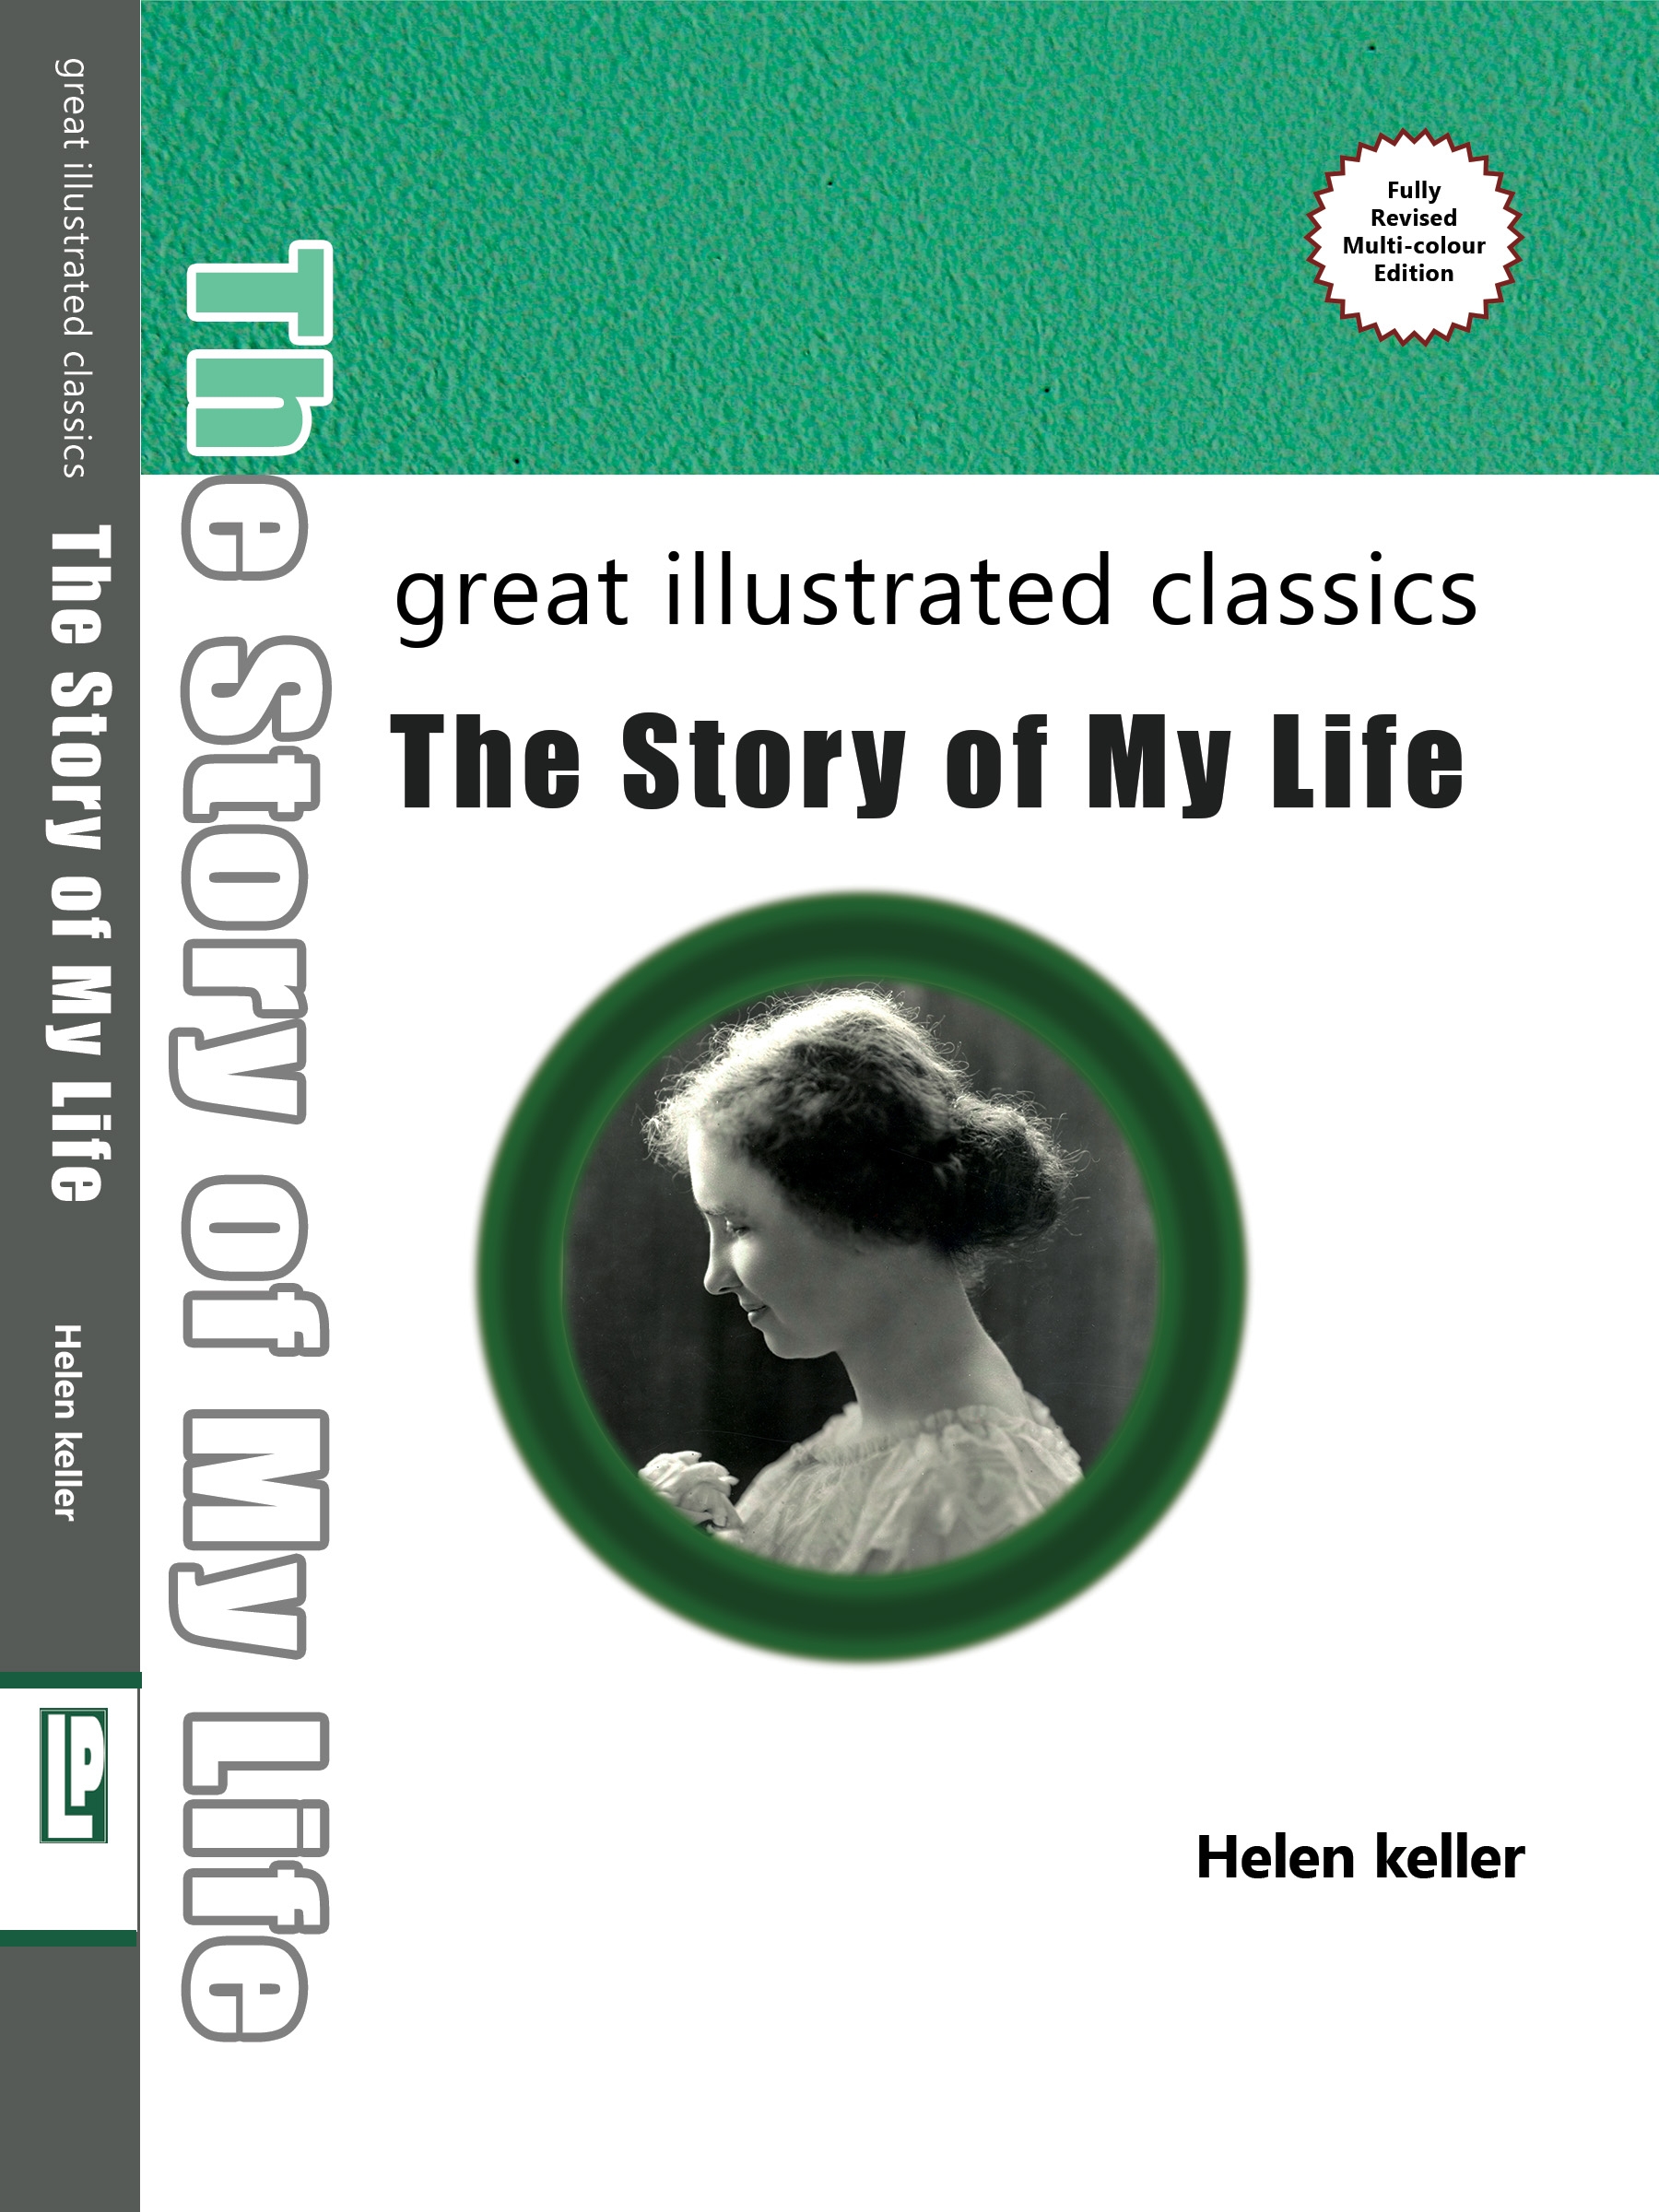 great illustrated classics
The Story of My Life
Helen keller
LPL
The Story of My Life
Fully
Revised
Multi-colour
Edition
great illustrated classics
The Story of My Life
Helen keller